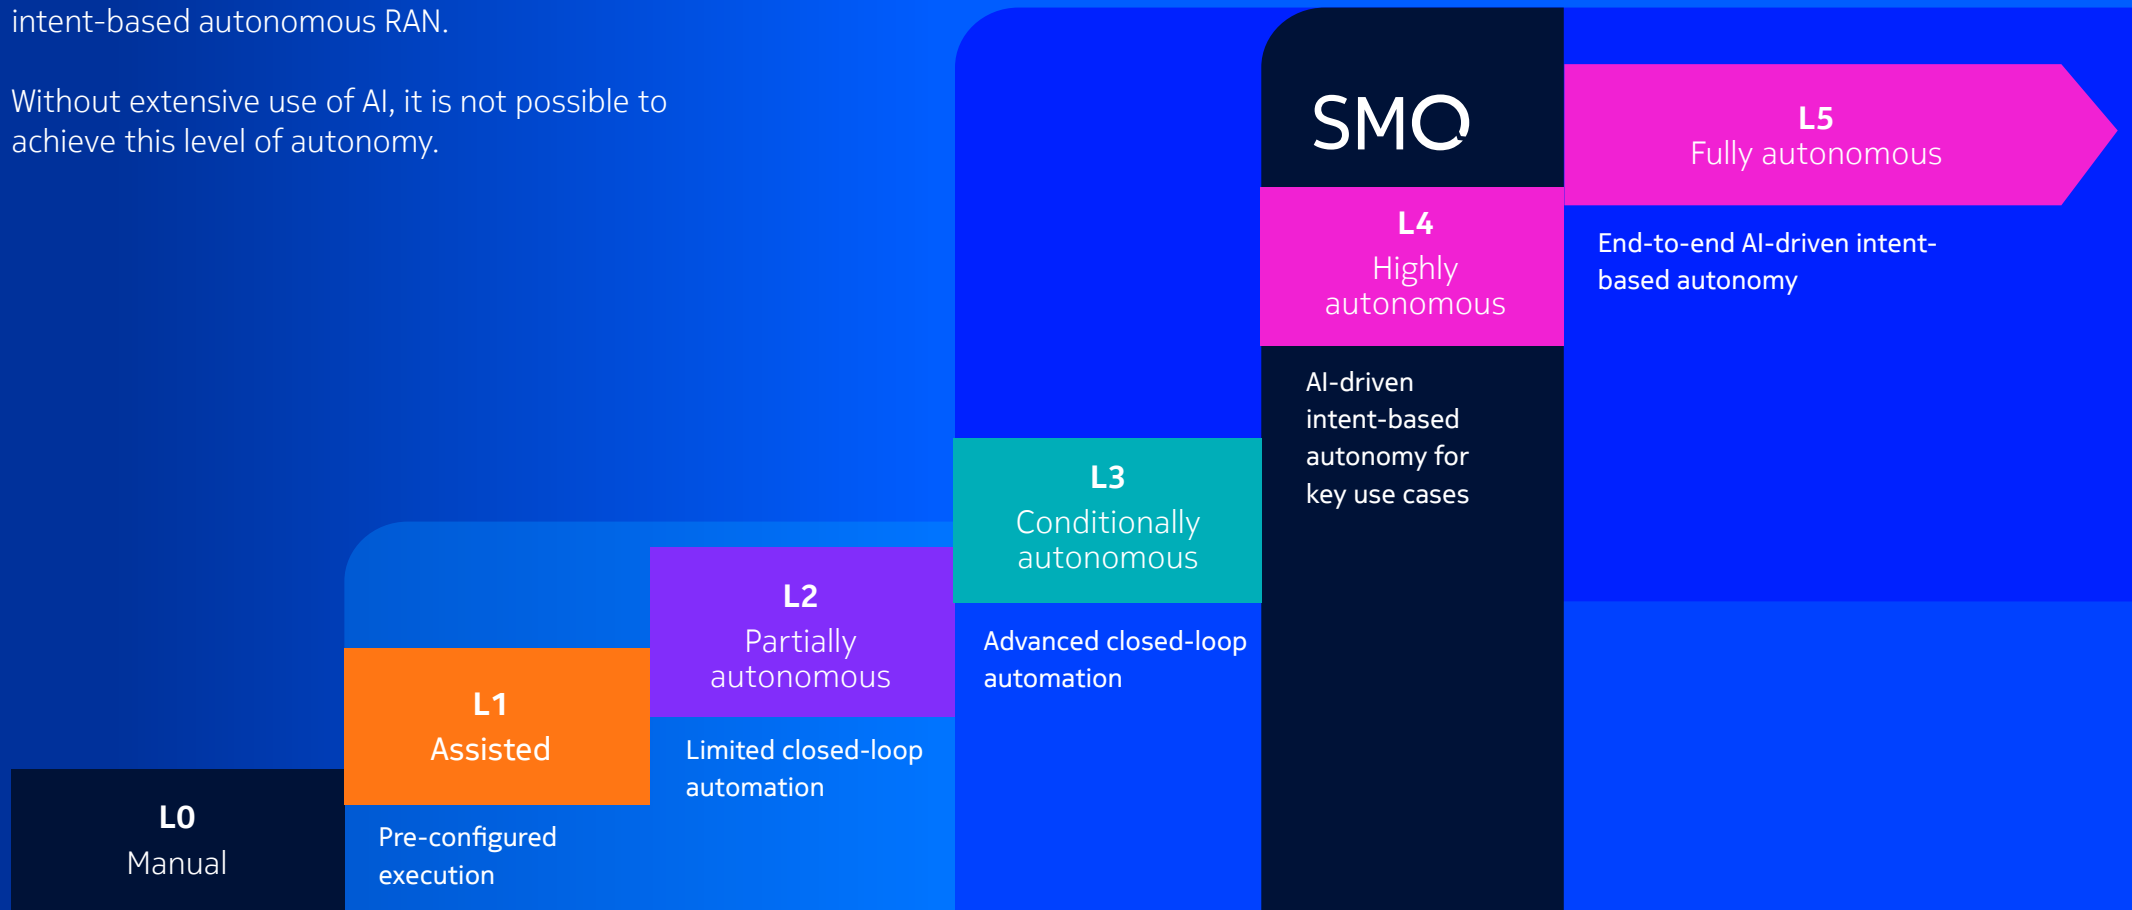 intent-based autonomous RAN.
Without extensive use of AI, it is not possible to
achieve this level of autonomy.
SMO
L5
Fully autonomous
End-to-end AI-driven intent-
based autonomy
L4
Highly
autonomous
AI-driven
intent-based
autonomy for
key use cases
L3
Conditionally
autonomous
Advanced closed-loop
automation
L2
Partially
autonomous
Limited closed-loop
automation
L1
Assisted
Pre-configured
execution
L0
Manual